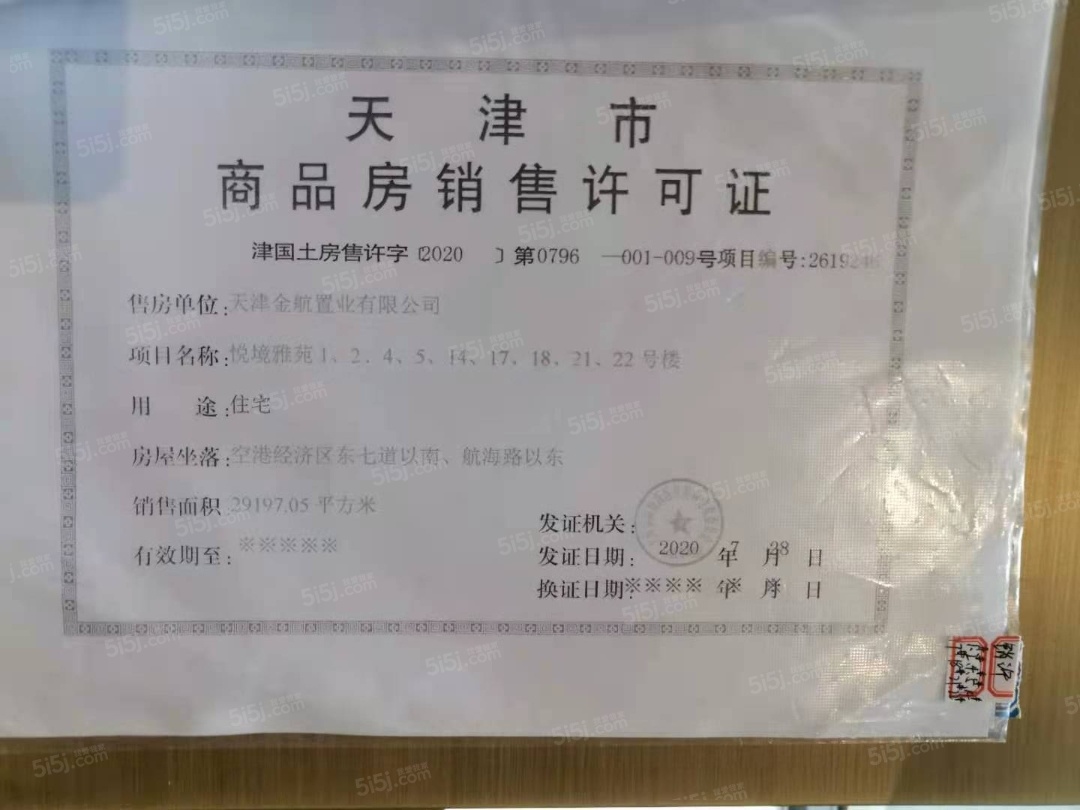 天津市
商品房销售许可证
津国土房售许字〔2020 〕第0796 —001-009号项目编号:2619246
售房单位:天津金航置业有限公司
项目名称:悦境雅苑1、2、4、5、14、17、18、21、22号楼
用 途:住宅
房屋坐落:空港经济区东七道以南、航海路以东
销售面积 29197.05 平方米
有效期至:※※※※※
发证机关:
发证日期: 2020 年 7 月 28 日
换证日期:※※※※ 年※ 月※ 日
5i5j.com